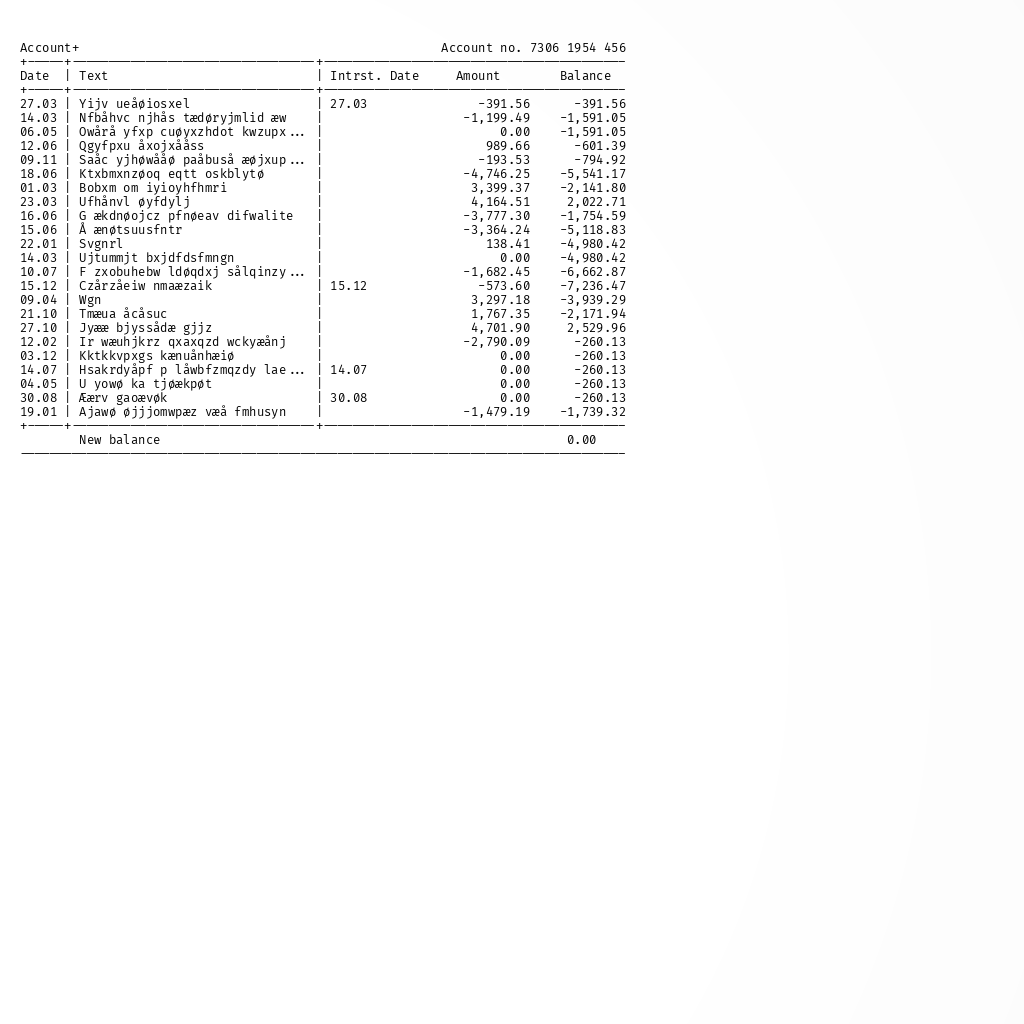 Account+ Account no. 7306 1954 456
Date | Text | Intrst. Date Amount Balance
27.03 | Yijv ueåøiosxel | 27.03 -391.56 -391.56
14.03 | Nfbåhvc njhås tædøryjmlid æw | -1,199.49 -1,591.05
06.05 | Owårå yfxp cuøyxzhdot kwzupx... | 0.00 -1,591.05
12.06 | Qgyfpxu åxojxååss | 989.66 -601.39
09.11 | Saåc yjhøwååø paåbuså æøjxup... | -193.53 -794.92
18.06 | Ktxbmxnzøoq eqtt oskblytø | -4,746.25 -5,541.17
01.03 | Bobxm om iyioyhfhmri | 3,399.37 -2,141.80
23.03 | Ufhånvl øyfdylj | 4,164.51 2,022.71
16.06 | G ækdnøojcz pfnøeav difwalite | -3,777.30 -1,754.59
15.06 | Å ænøtsuusfntr | -3,364.24 -5,118.83
22.01 | Svgnrl | 138.41 -4,980.42
14.03 | Ujtummjt bxjdfdsfmngn | 0.00 -4,980.42
10.07 | F zxobuhebw ldøqdxj sålqinzy... | -1,682.45 -6,662.87
15.12 | Czårzåeiw nmaæzaik | 15.12 -573.60 -7,236.47
09.04 | Wgn | 3,297.18 -3,939.29
21.10 | Tmæua åcåsuc | 1,767.35 -2,171.94
27.10 | Jyææ bjyssådæ gjjz | 4,701.90 2,529.96
12.02 | Ir wæuhjkrz qxaxqzd wckyæånj | -2,790.09 -260.13
03.12 | Kktkkvpxgs kænuånhæiø | 0.00 -260.13
14.07 | Hsakrdyåpf p låwbfzmqzdy lae... | 14.07 0.00 -260.13
04.05 | U yowø ka tjøækpøt | 0.00 -260.13
30.08 | Æærv gaoævøk | 30.08 0.00 -260.13
19.01 | Ajawø øjjjomwpæz væå fmhusyn | -1,479.19 -1,739.32
New balance 0.00